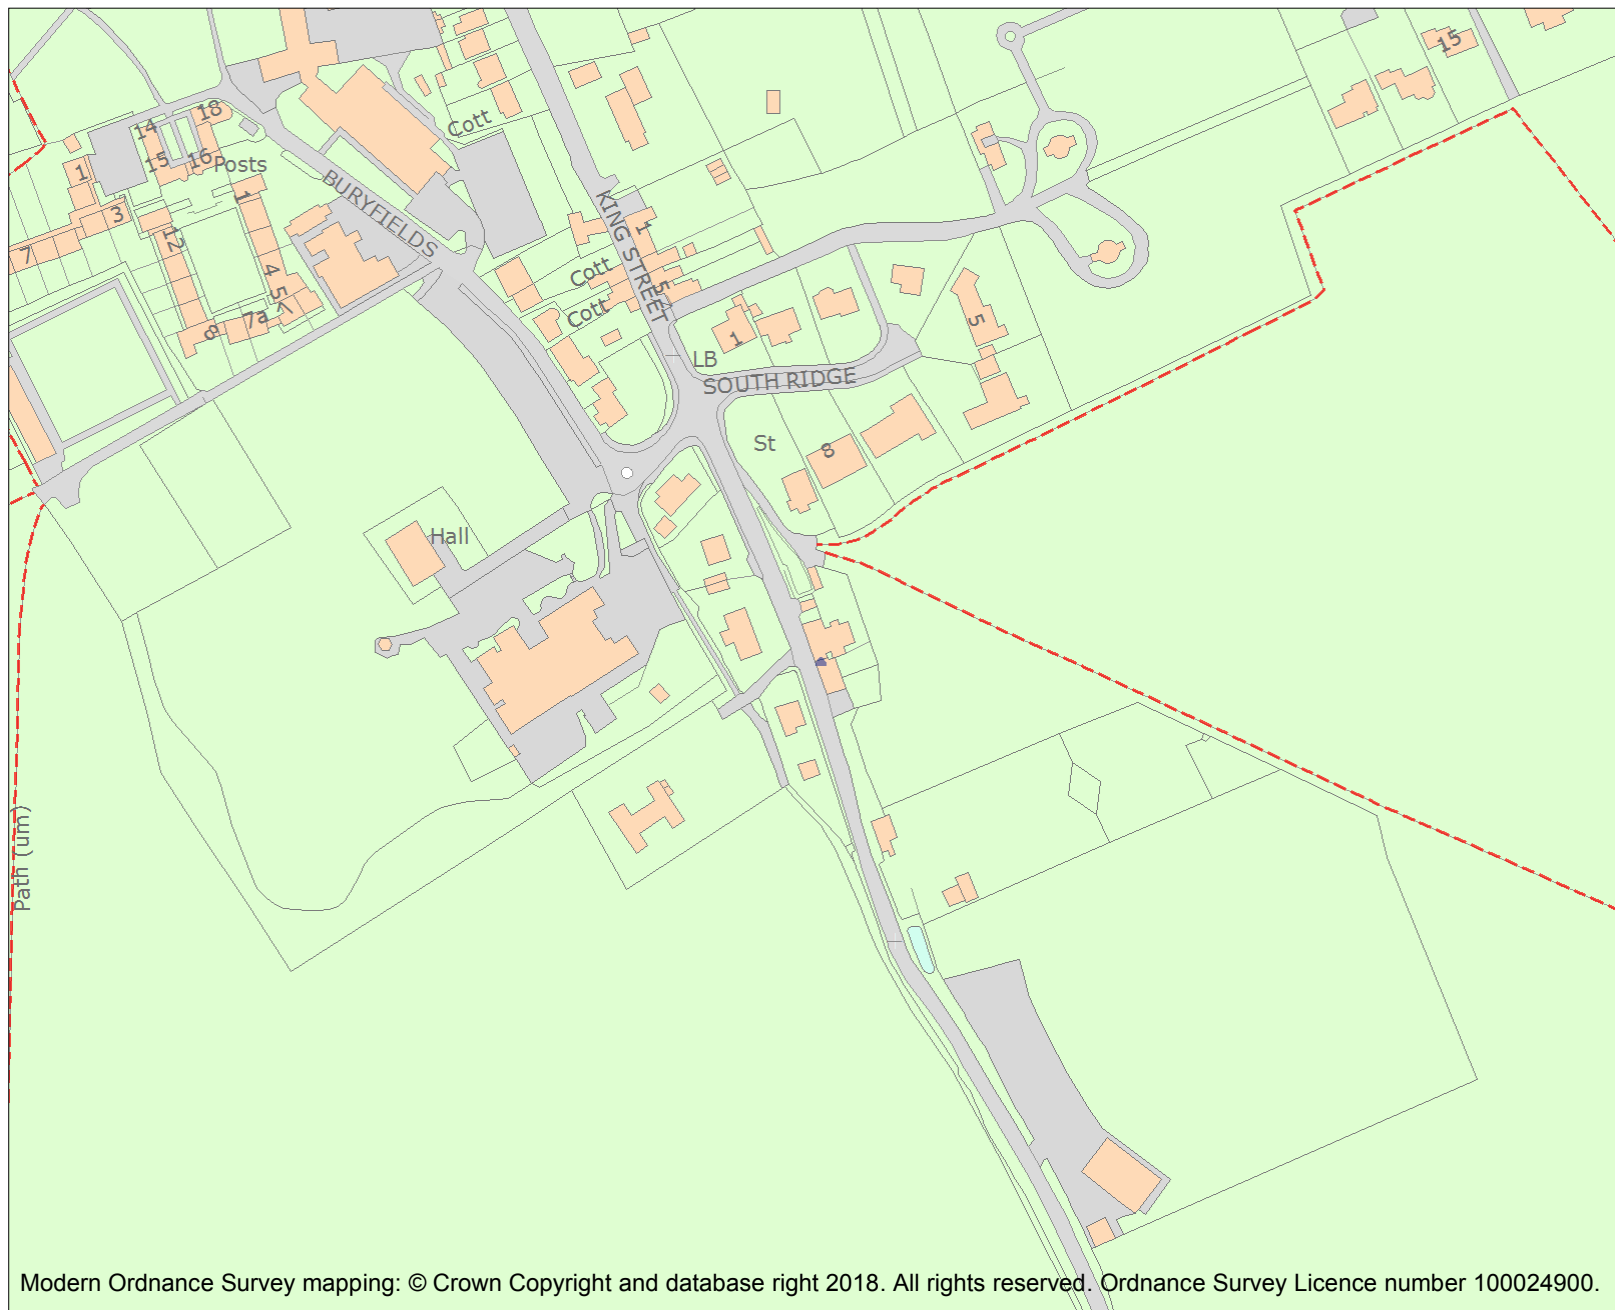 15
18
14
Cott
15
16
Posts
1
1
BURYFIELDS
KING STREET
3
1
12
7
4
Cott
5
5
7a
Cott
8
1
LB
SOUTH RIDGE
5
St
8
Hall
Path (um)
Modern Ordnance Survey mapping: © Crown Copyright and database right 2018. All rights reserved. Ordnance Survey Licence number 100024900.